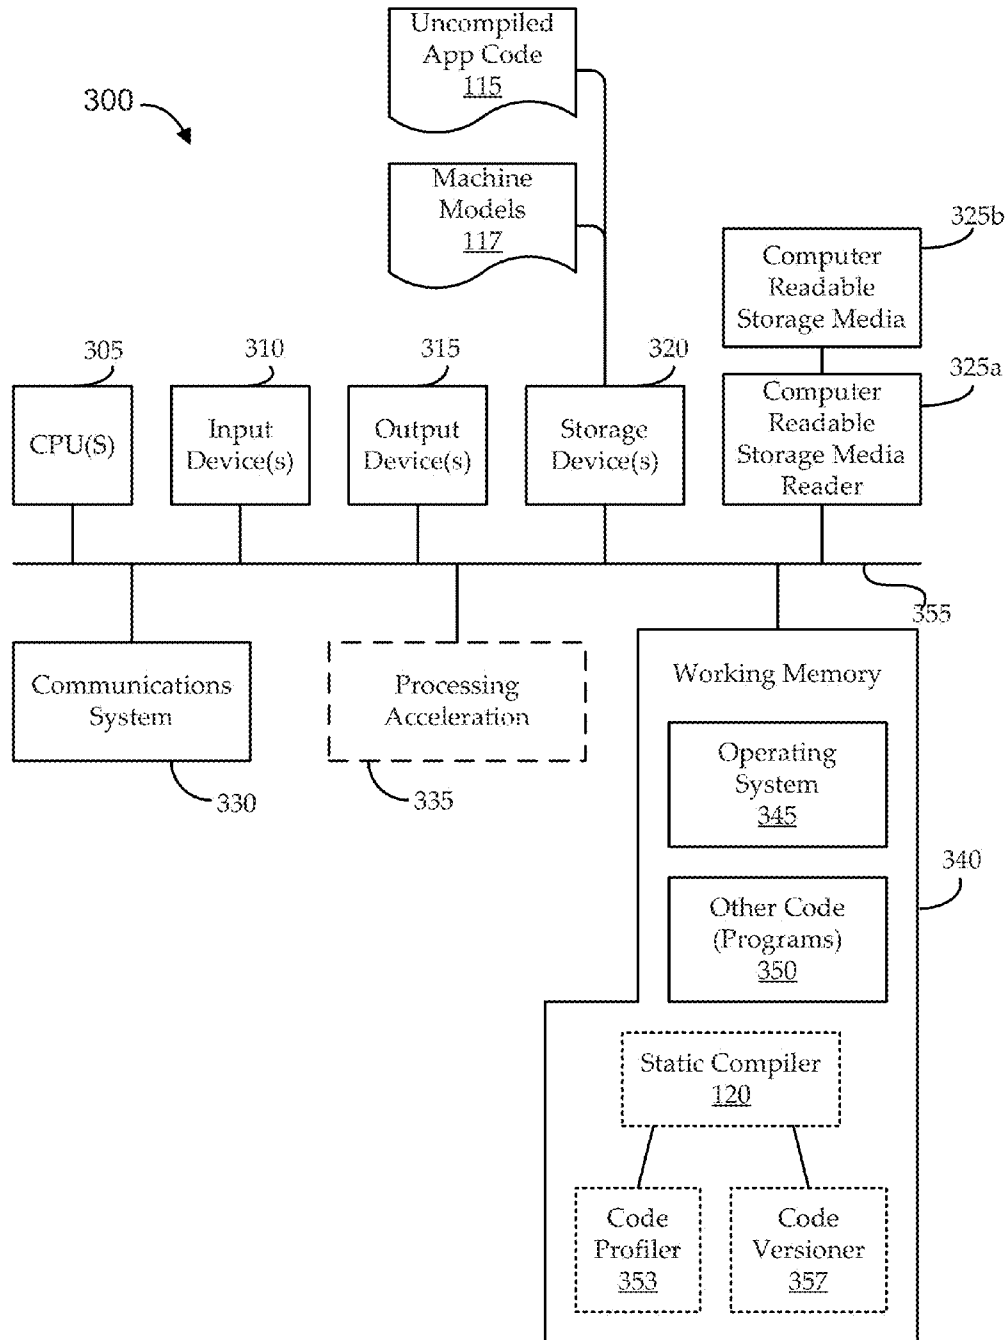 Uncompiled
App Code
115
300
Machine
Models
117
325b
Computer
Readable
Storage Media
305
310
315
320
325a
CPU(S)
Input
Device(s)
Output
Device(s)
Storage
Device(s)
Computer
Readable
Storage Media
Reader
355
Communications
System
330
Processing
Acceleration
335
Working Memory
Operating
System
345
340
Other Code
(Programs)
350
Static Compiler
120
Code
Profiler
353
Code
Versioner
357